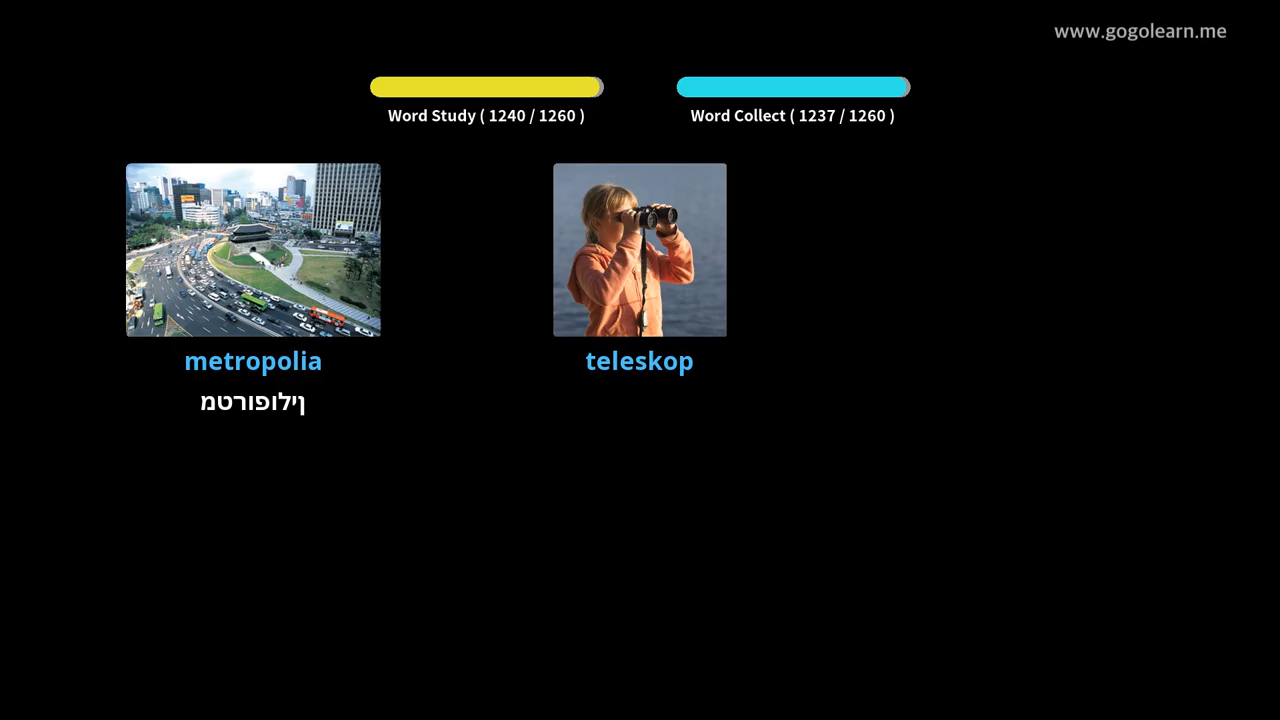 www.gogolearn.me
Word Study ( 1240 / 1260 )
Word Collect ( 1237 / 1260 )
metropolia
teleskop
מטרופולין